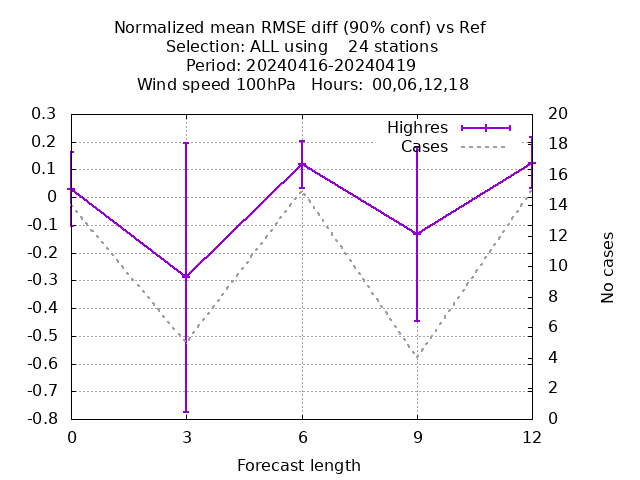 Normalized mean RMSE diff (90% conf) vs Ref
Selection: ALL using    24 stations
Period: 20240416-20240419
Wind speed 100hPa   Hours:  00,06,12,18
Highres
Cases
0.3
0.2
0.1
0
-0.1
-0.2
-0.3
-0.4
-0.5
-0.6
-0.7
-0.8
20
18
16
14
12
10
8
6
4
2
0
No cases
0 3 6 9 12
Forecast length